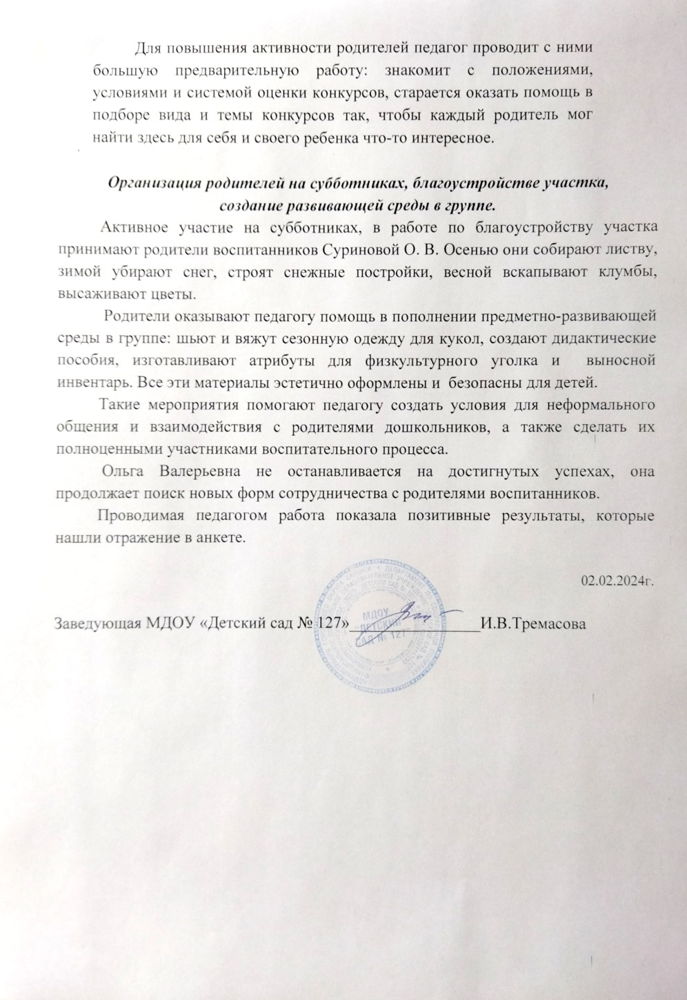 Для повышения активности родителей педагог проводит с ними
большую предварительную работу: знакомит с положениями,
условиями и системой оценки конкурсов, старается оказать помощь в
подборе вида и темы конкурсов так, чтобы каждый родитель мог
найти здесь для себя и своего ребенка что-то интересное.
Организация родителей на субботниках, благоустройстве участка,
создание развивающей среды в группе.
Активное участие на субботниках, в работе по благоустройству участка
принимают родители воспитанников Суриновой О. В. Осенью они собирают листву,
зимой убирают снег, строят снежные постройки, весной вскапывают клумбы,
высаживают цветы.
Родители оказывают педагогу помощь в пополнении предметно-развивающей
среды в группе: шьют и вяжут сезонную одежду для кукол, создают дидактические
пособия, изготавливают атрибуты для физкультурного уголка и выносной
инвентарь. Все эти материалы эстетично оформлены и безопасны для детей.
Такие мероприятия помогают педагогу создать условия для неформального
общения и взаимодействия с родителями дошкольников, а также сделать их
полноценными участниками воспитательного процесса.
Ольга Валерьевна не останавливается на достигнутых успехах, она
продолжает поиск новых форм сотрудничества с родителями воспитанников.
Проводимая педагогом работа показала позитивные результаты, которые
нашли отражение в анкете.
02.02.2024г.
Заведующая МДОУ «Детский сад № 127»________________И.В.Тремасова
МДОУ
"ДЕТСКИЙ
САД № 127"